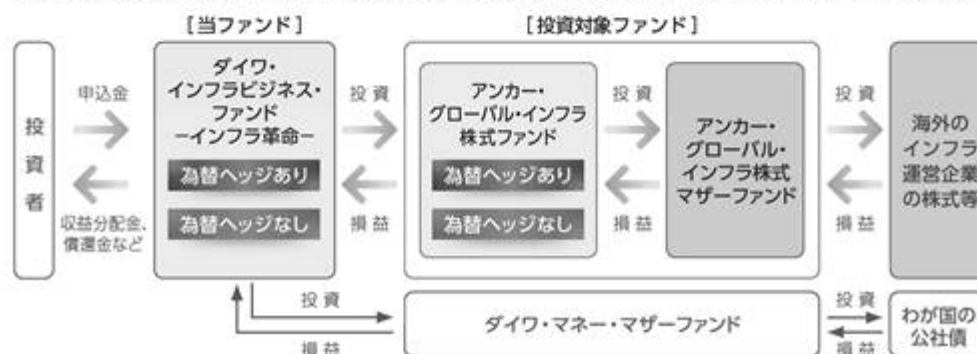 [当ファンド]
[投資対象ファンド]
投資者
申込金
収益分配金、
償還金など
ダイワ・
インフラビジネス・
ファンド
−インフラ革命−
為替ヘッジあり
為替ヘッジなし
投資
損益
アンカー・
グローバル・インフラ
株式ファンド
為替ヘッジあり
為替ヘッジなし
投資
損益
アンカー・
グローバル・
インフラ株式
マザーファンド
投資
損益
海外の
インフラ
運営企業
の株式等
投資
損益
ダイワ・マネー・マザーファンド
投資
損益
わが国の
公社債